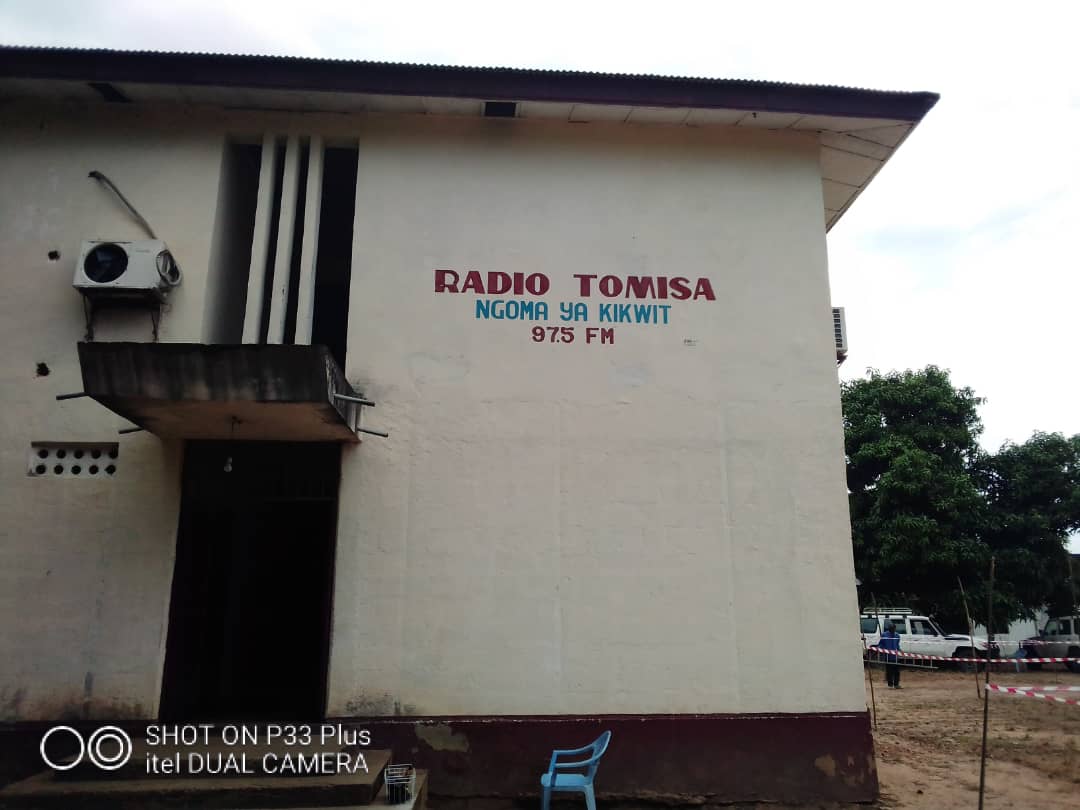 RADIO TOMISA
NGOMA YA KIKWIT
97.5 FM
SHOT ON P33 Plus
itel DUAL CAMERA